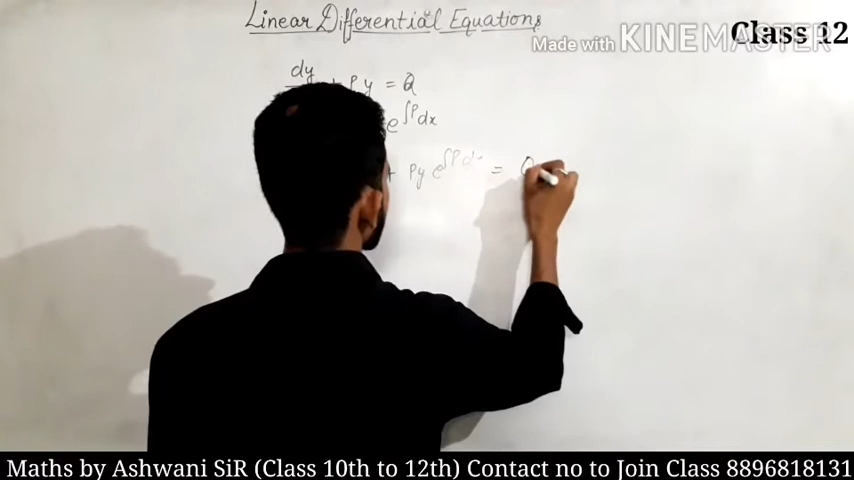 Linear Differential Equations
Made with KINEMASTER
Class 12
dy + Py = Q
e^∫Pdx
+ Py e^∫Pdx = Q
Maths by Ashwani SiR (Class 10th to 12th) Contact no to Join Class 8896818131